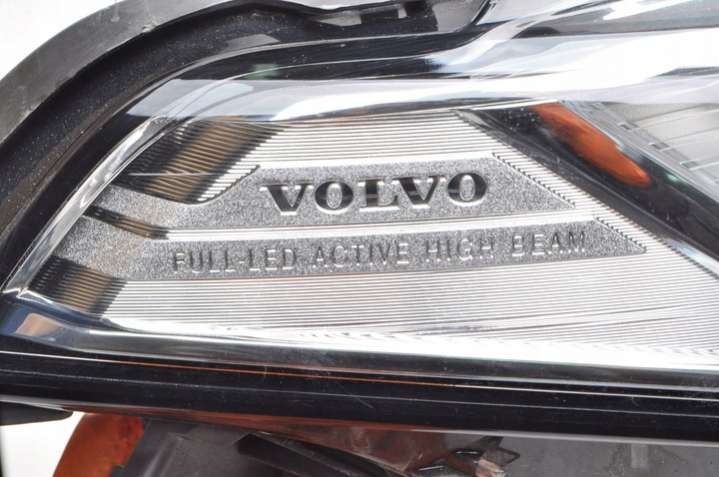 VOLVO
FULL-LED ACTIVE HIGH BEAM